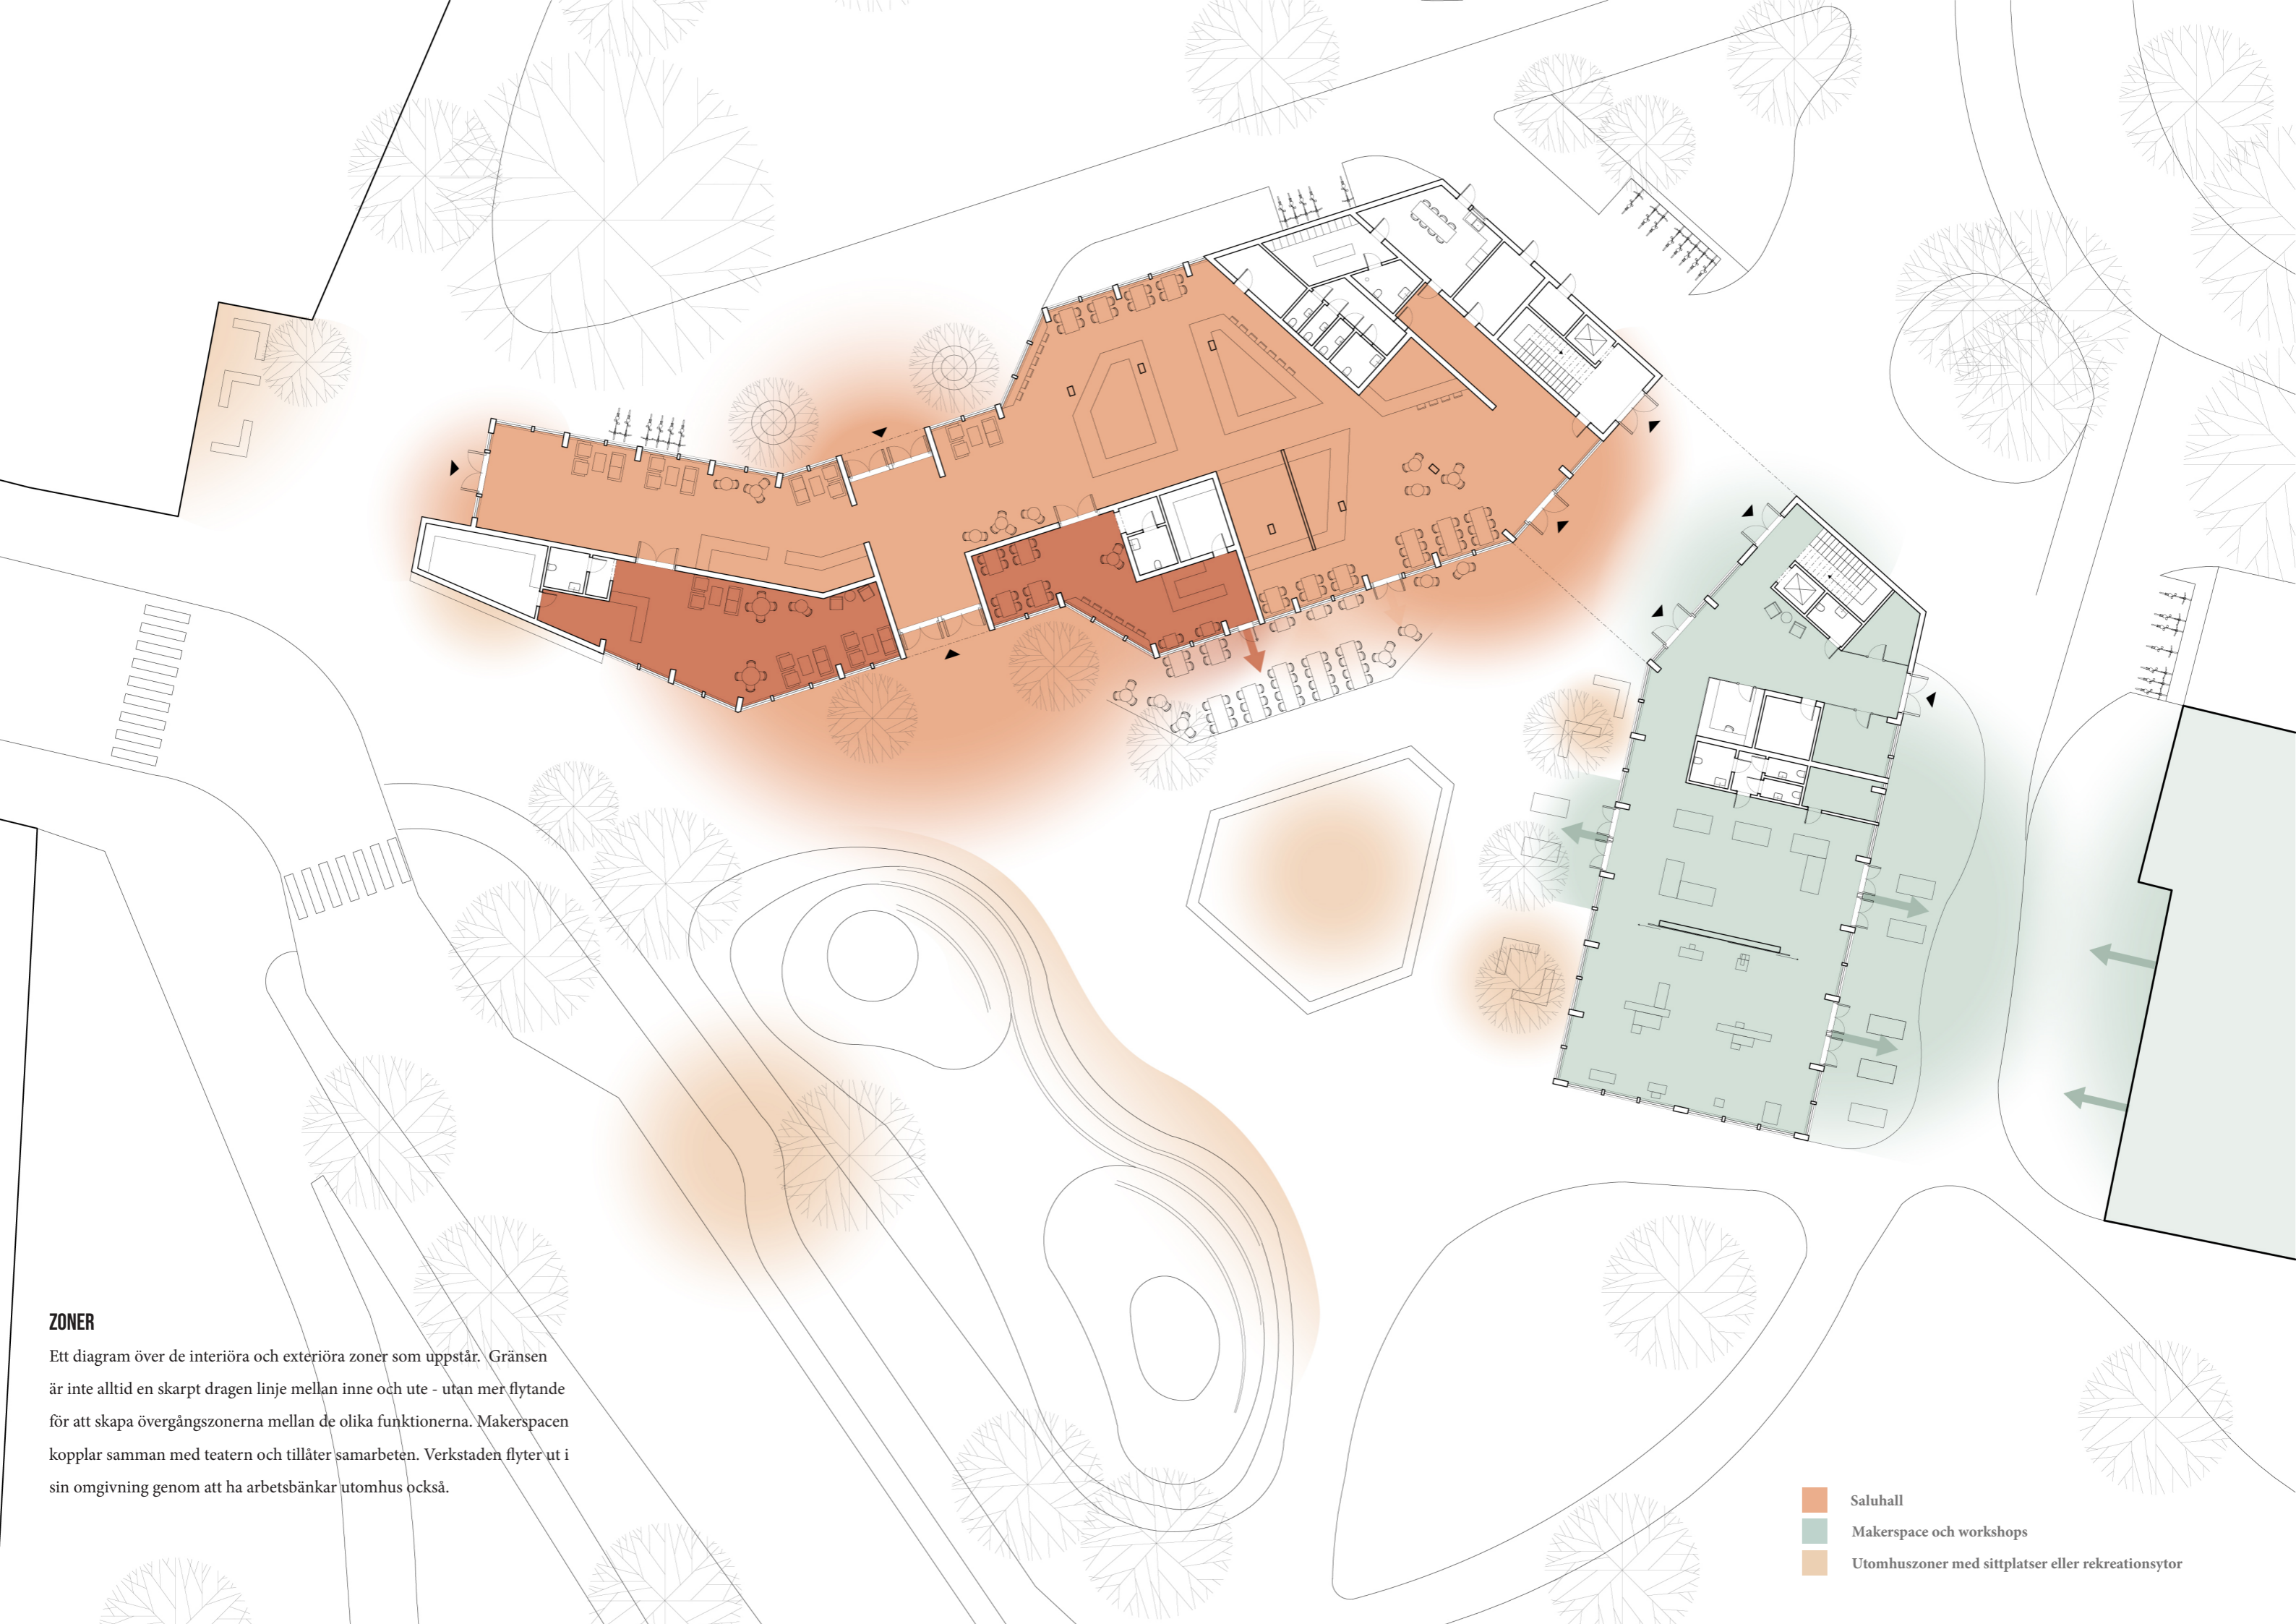 ZONER
Ett diagram över de interiöra och exteriöra zoner som uppstår. Gränsen
är inte alltid en skarpt dragen linje mellan inne och ute - utan mer flytande
för att skapa övergångszonerna mellan de olika funktionerna. Makerspacen
kopplar samman med teatern och tillåter samarbeten. Verkstaden flyter ut i
sin omgivning genom att ha arbetsbänkar utomhus också.
Saluhall
Makerspace och workshops
Utomhuszoner med sittplatser eller rekreationsytor